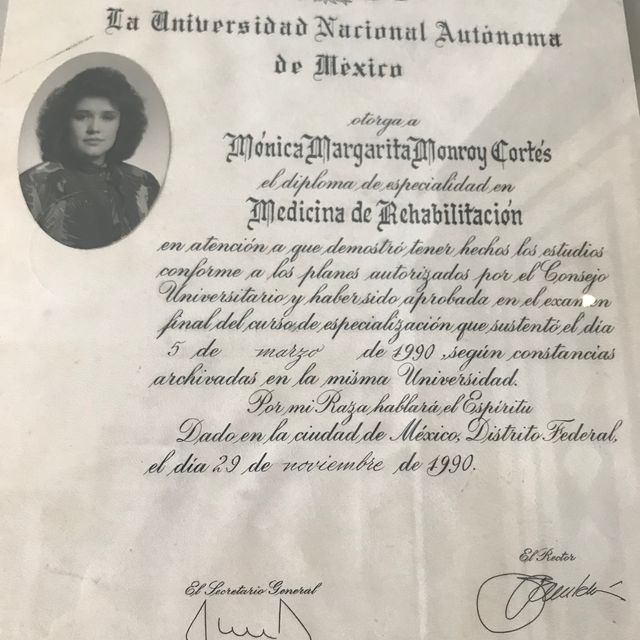 La Universidad Nacional Autónoma
de México
otorga a
Mónica Margarita Monroy Cortés
el diploma de especialidad en
Medicina de Rehabilitación
en atención a que demostró tener hechos los estudios
conforme a los planes autorizados por el Consejo
Universitario y haber sido aprobada en el examen
final del curso de especialización que sustentó el día
5 de marzo de 1990, según constancias
archivadas en la misma Universidad.
Por mi Raza hablará el Espíritu
Dado en la ciudad de México, Distrito Federal,
el día 29 de noviembre de 1990.
El Rector
El Secretario General